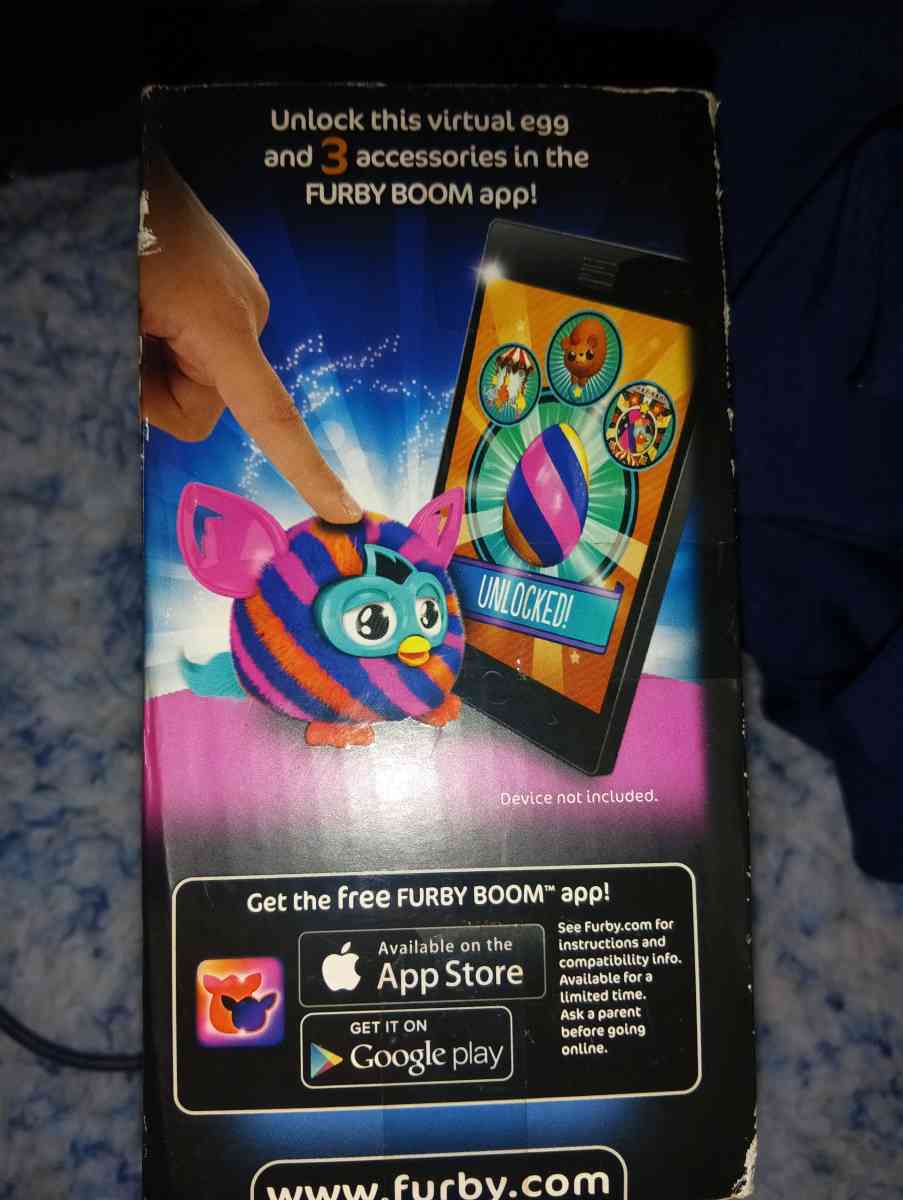 Unlock this virtual egg
and 3 accessories in the
FURBY BOOM app!
UNLOCKED!
Device not included.
Get the free FURBY BOOM™ app!
Available on the
App Store
GET IT ON
Google play
See Furby.com for
instructions and
compatibility info.
Available for a
limited time.
Ask a parent
before going
online.
www.furby.com